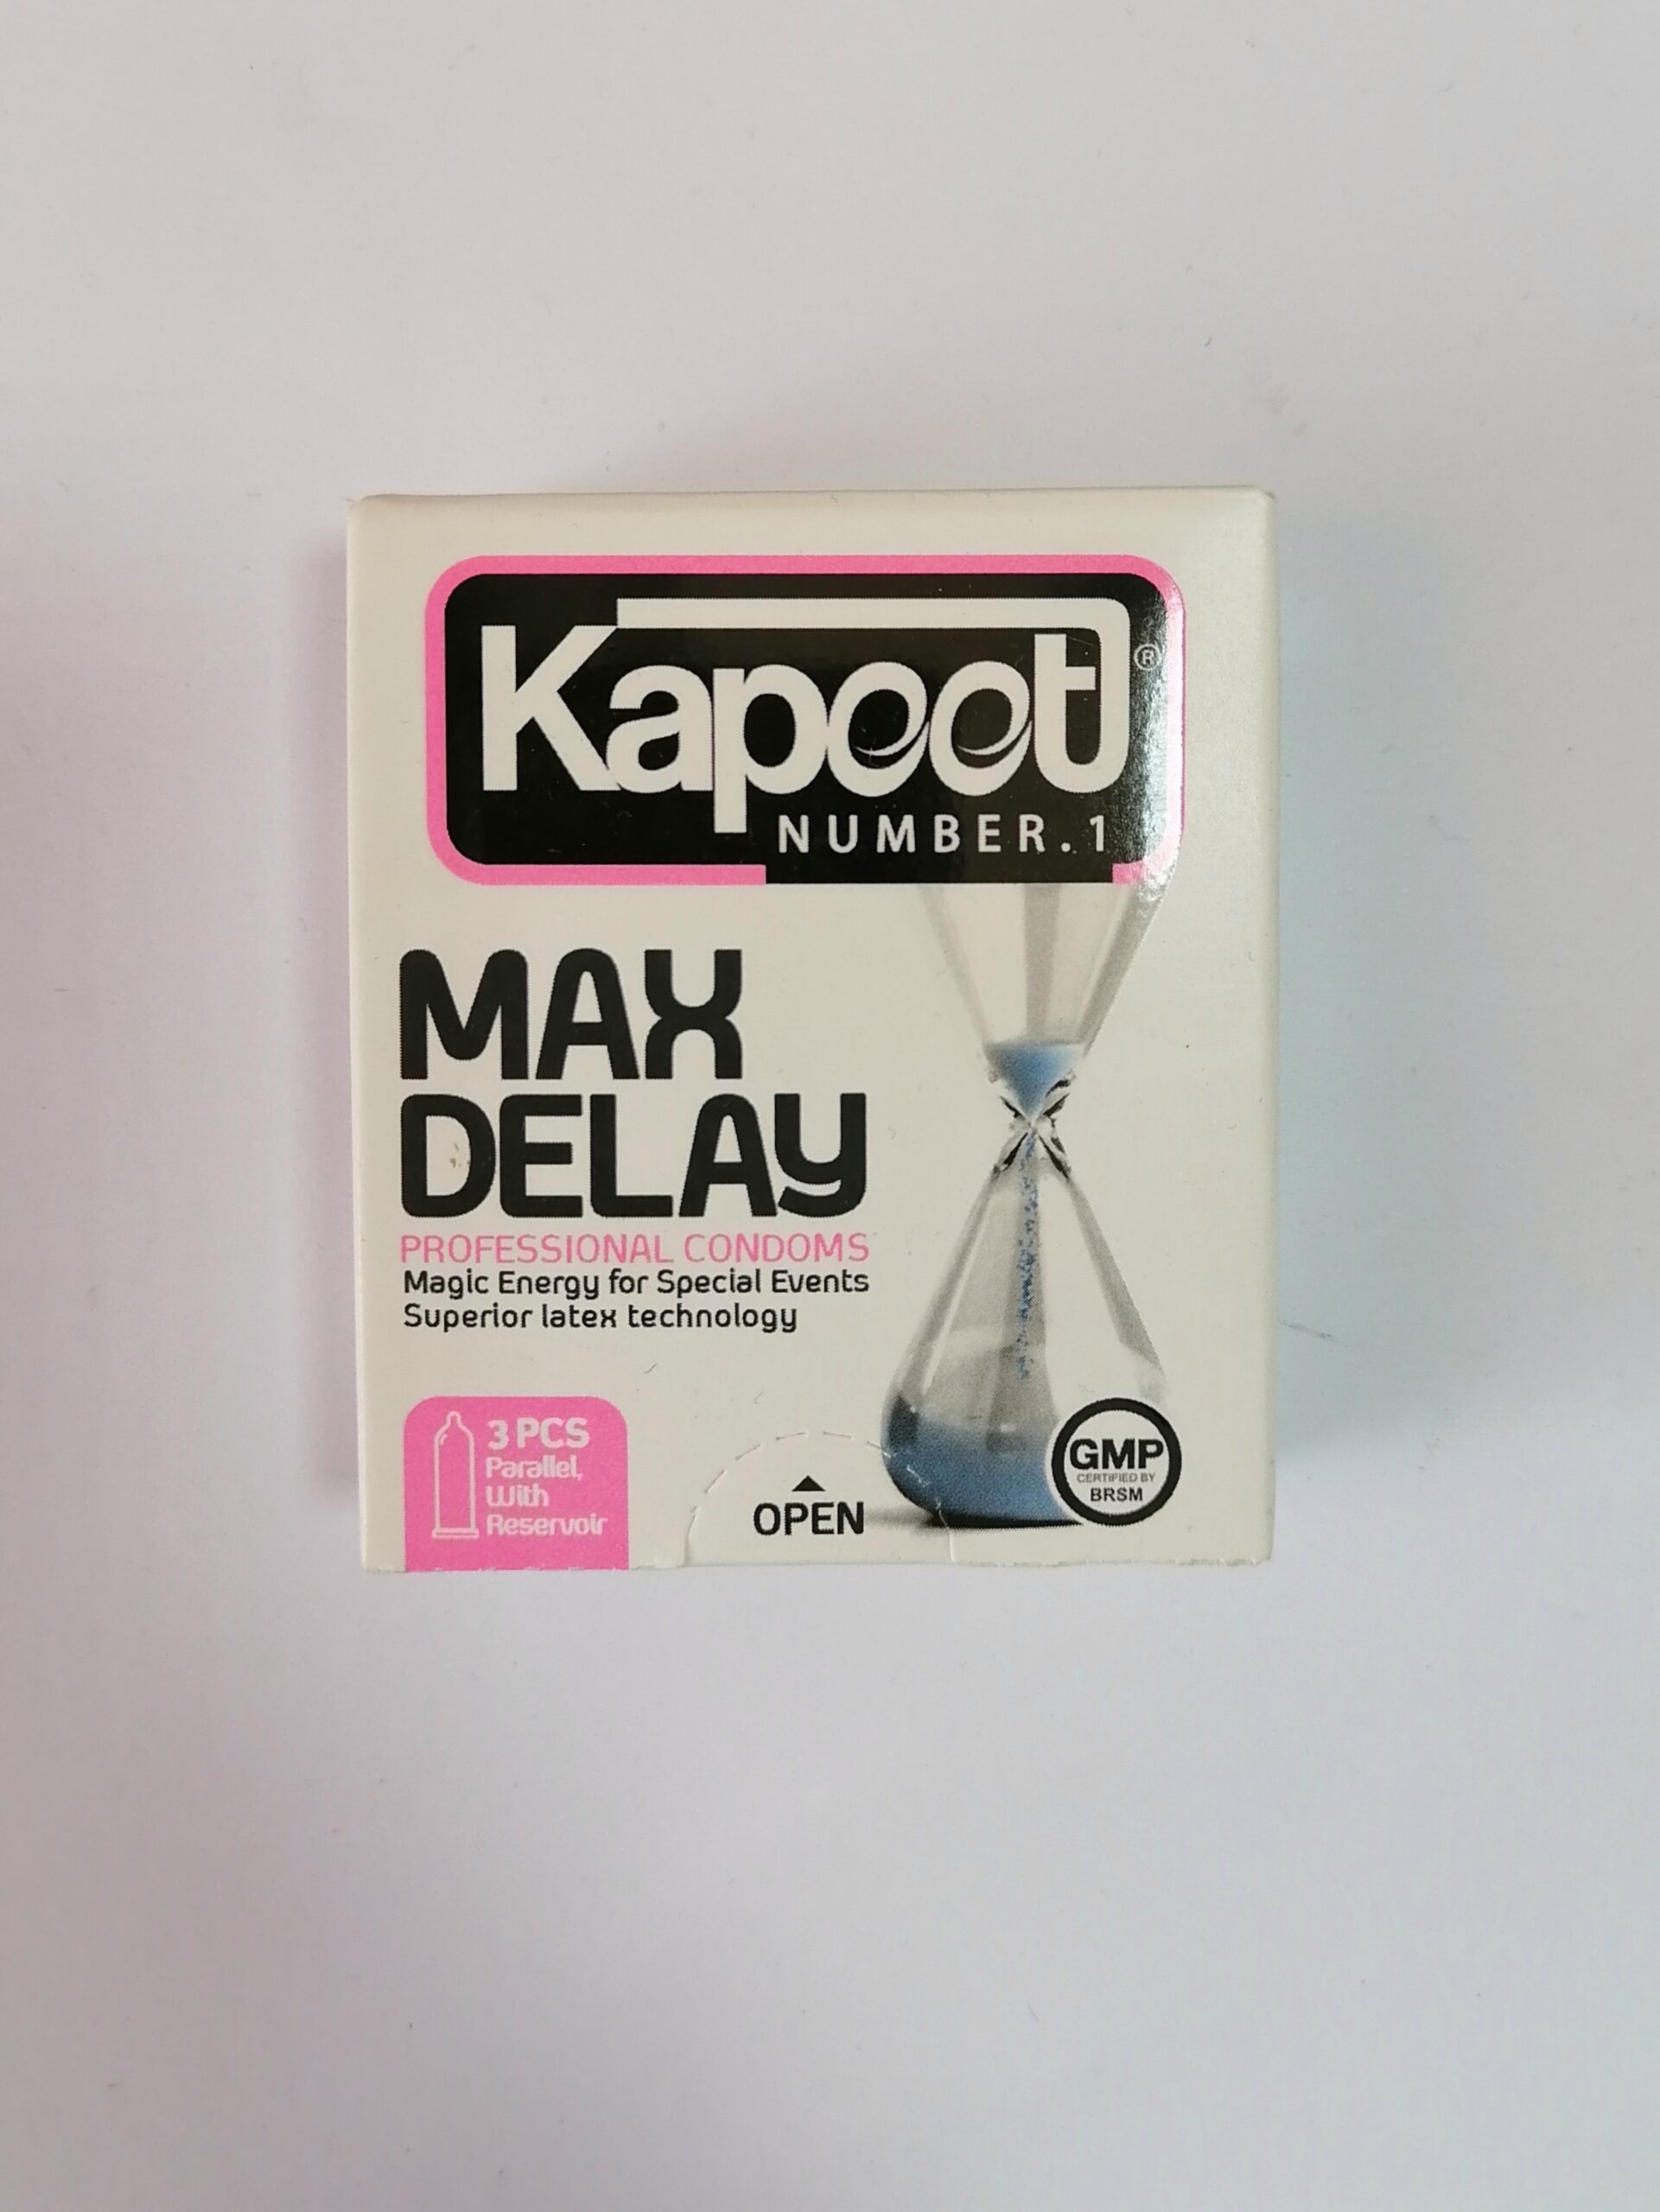 Kapoot®
NUMBER.1
MAX
DELAY
PROFESSIONAL CONDOMS
Magic Energy for Special Events
Superior latex technology
3 PCS
Parallel,
With
Reservoir
OPEN
GMP
CERTIFIED BY
BRSM